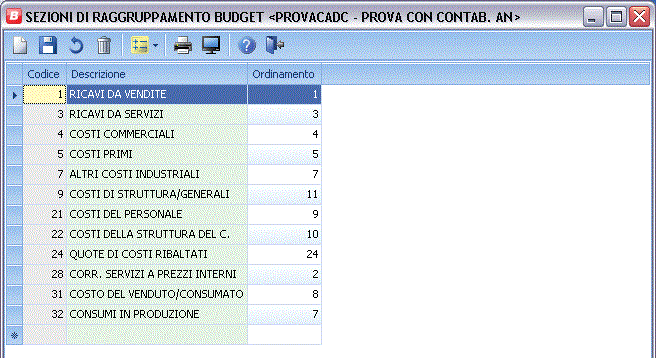 B SEZIONI DI RAGGRUPPAMENTO BUDGET <PROVACADC - PROVA CON CONTAB. AN>
Codice Descrizione Ordinamento
1 RICAVI DA VENDITE 1
3 RICAVI DA SERVIZI 3
4 COSTI COMMERCIALI 4
5 COSTI PRIMI 5
7 ALTRI COSTI INDUSTRIALI 7
9 COSTI DI STRUTTURA/GENERALI 11
21 COSTI DEL PERSONALE 9
22 COSTI DELLA STRUTTURA DEL C. 10
24 QUOTE DI COSTI RIBALTATI 24
28 CORR. SERVIZI A PREZZI INTERNI 2
31 COSTO DEL VENDUTO/CONSUMATO 8
32 CONSUMI IN PRODUZIONE 7